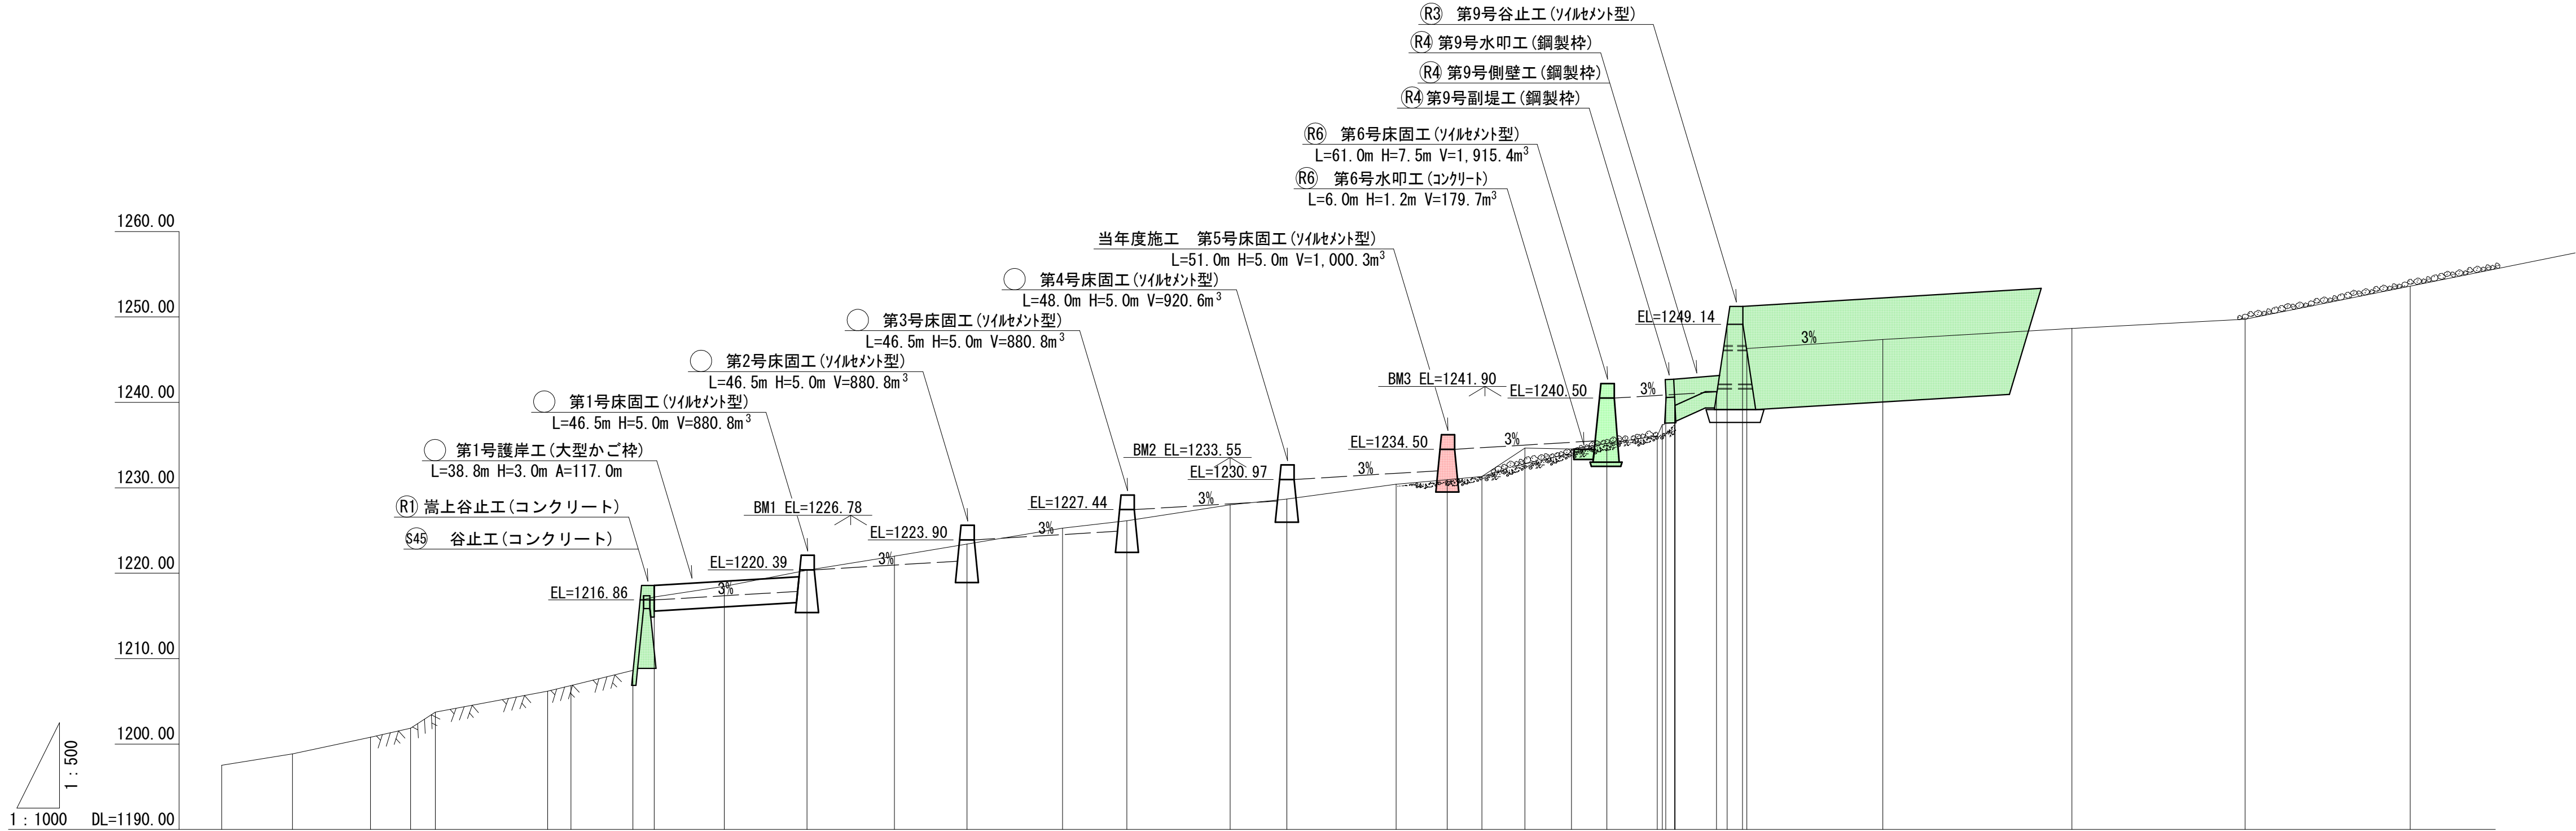 R3 第9号谷止工(ｿｲﾙｾﾒﾝﾄ型)
R4 第9号水叩工(鋼製枠)
R4 第9号側壁工(鋼製枠)
R4 第9号副堤工(鋼製枠)
R6 第6号床固工(ｿｲﾙｾﾒﾝﾄ型)
L=61.0m H=7.5m V=1,915.4m³
R6 第6号水叩工(ｺﾝｸﾘｰﾄ)
L=6.0m H=1.2m V=179.7m³
当年度施工 第5号床固工(ｿｲﾙｾﾒﾝﾄ型)
L=51.0m H=5.0m V=1,000.3m³
第4号床固工(ｿｲﾙｾﾒﾝﾄ型)
L=48.0m H=5.0m V=920.6m³
第3号床固工(ｿｲﾙｾﾒﾝﾄ型)
L=46.5m H=5.0m V=880.8m³
第2号床固工(ｿｲﾙｾﾒﾝﾄ型)
L=46.5m H=5.0m V=880.8m³
第1号床固工(ｿｲﾙｾﾒﾝﾄ型)
L=46.5m H=5.0m V=880.8m³
第1号護岸工(大型かご枠)
L=38.8m H=3.0m A=117.0m
R1 嵩上谷止工(コンクリート)
S45 谷止工(コンクリート)
EL=1216.86
3%
EL=1220.39
3%
BM1 EL=1226.78
EL=1223.90
3%
EL=1227.44
3%
BM2 EL=1233.55
EL=1230.97
3%
EL=1234.50
3%
BM3 EL=1241.90
EL=1240.50
3%
EL=1249.14
3%
1260.00
1250.00
1240.00
1230.00
1220.00
1210.00
1200.00
DL=1190.00
1：500
1：1000